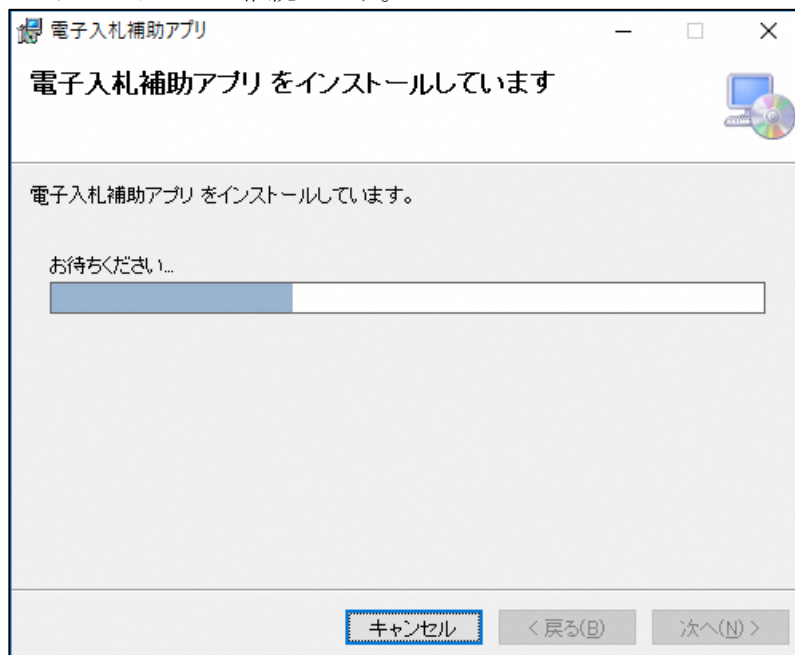 電子入札補助アプリ
電子入札補助アプリ をインストールしています
電子入札補助アプリ をインストールしています。
お待ちください...
キャンセル
< 戻る(B)
次へ(N) >